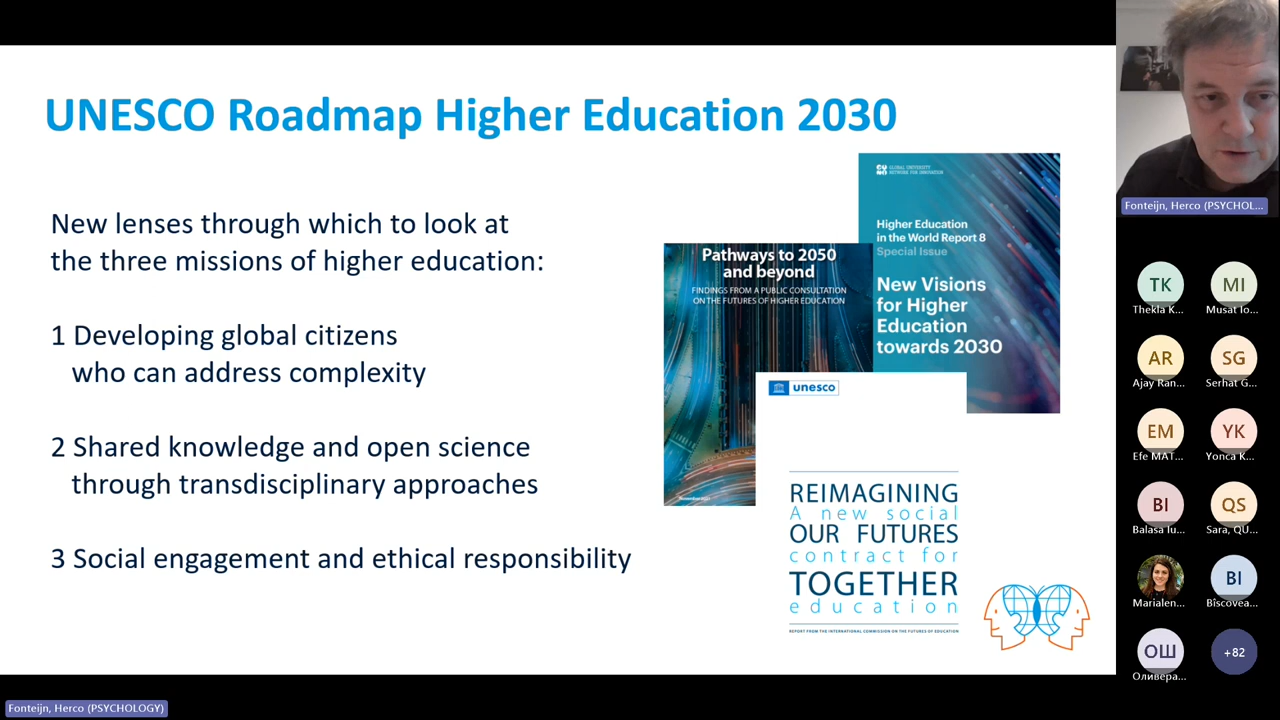 UNESCO Roadmap Higher Education 2030
New lenses through which to look at
the three missions of higher education:
1 Developing global citizens
who can address complexity
2 Shared knowledge and open science
through transdisciplinary approaches
3 Social engagement and ethical responsibility
GLOBAL UNIVERSITY
NETWORK FOR INNOVATION
Higher Education
in the World Report 8
Special Issue
New Visions
for Higher
Education
towards 2030
Pathways to 2050
and beyond
FINDINGS FROM A PUBLIC CONSULTATION
ON THE FUTURES OF HIGHER EDUCATION
unesco
REIMAGINING
A new social
OUR FUTURES
contract for
TOGETHER
education
REPORT FROM THE INTERNATIONAL COMMISSION ON THE FUTURES OF EDUCATION
Fonteijn, Herco (PSYCHOL...
TK
Thekla K...
MI
Musat Io...
AR
Ajay Ran...
SG
Serhat G...
EM
Efe MAT...
YK
Yonca K...
BI
Balasa Iu...
QS
Sara, QU...
Marialen...
BI
Bîscovea...
ОШ
Оливера...
+82
Fonteijn, Herco (PSYCHOLOGY)